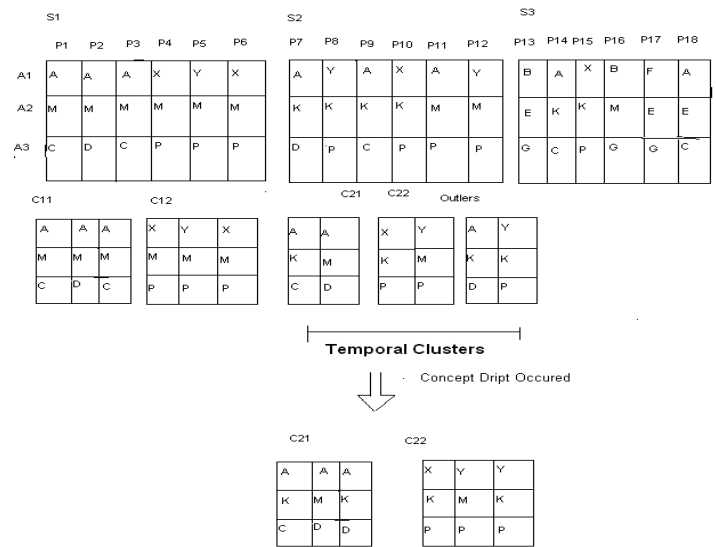 S1 S2 S3
P1 P2 P3 P4 P5 P6 P7 P8 P9 P10 P11 P12 P13 P14 P15 P16 P17 P18
A1 A A A X Y X A Y A X A Y B A X B F A
A2 M M M M M M K K K K M M E K K M E E
A3 C D C P P P D P C P P P G C P G G C
C11 C12 C21 C22 Outlers
A A A X Y X A A X Y A Y
M M M M M M K M K M K K
C D C P P P C D P P D P
Temporal Clusters
Concept Dript Occured
C21 C22
A A A X Y Y
K M K K M K
C D D P P P